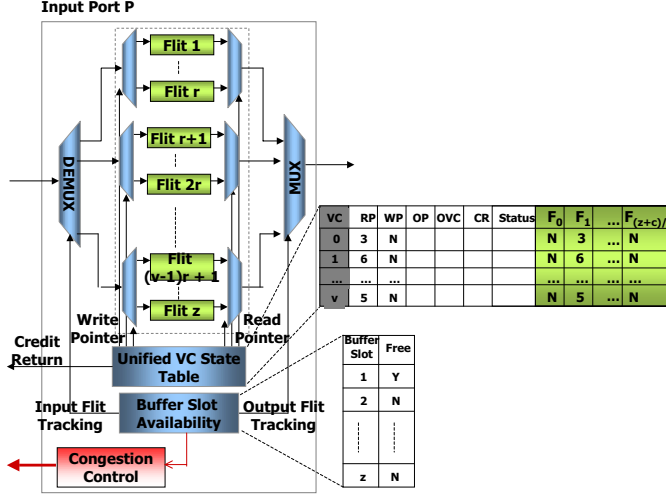 Input Port P
Flit 1
Flit r
Flit r+1
Flit 2r
Flit
(v-1)r + 1
Flit z
DEMUX
MUX
Write
Pointer
Read
Pointer
Credit
Return
Unified VC State
Table
Input Flit
Tracking
Buffer Slot
Availability
Output Flit
Tracking
Congestion
Control
VC RP WP OP OVC CR Status F0 F1 ... F(z+c)/
0 3 N N 3 ... N
1 6 N N 6 ... N
... ... ... ... ... ... ...
v 5 N N 5 ... N
Buffer
Slot Free
1 Y
2 N
z N